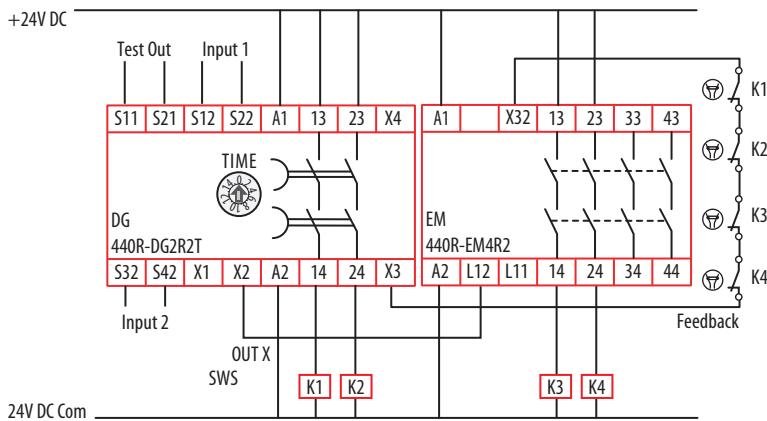 +24V DC
Test Out Input 1
K1
S11 S21 S12 S22 A1 13 23 X4
A1 X32 13 23 33 43
K2
TIME
DG
440R-DG2R2T
EM
440R-EM4R2
K3
S32 S42 X1 X2 A2 14 24 X3
A2 L12 L11 14 24 34 44
K4
Input 2
Feedback
OUT X
SWS
K1 K2 K3 K4
24V DC Com